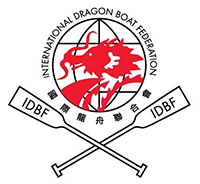 INTERNATIONAL DRAGON BOAT FEDERATION
國際龍舟聯合會
IDBF
IDBF